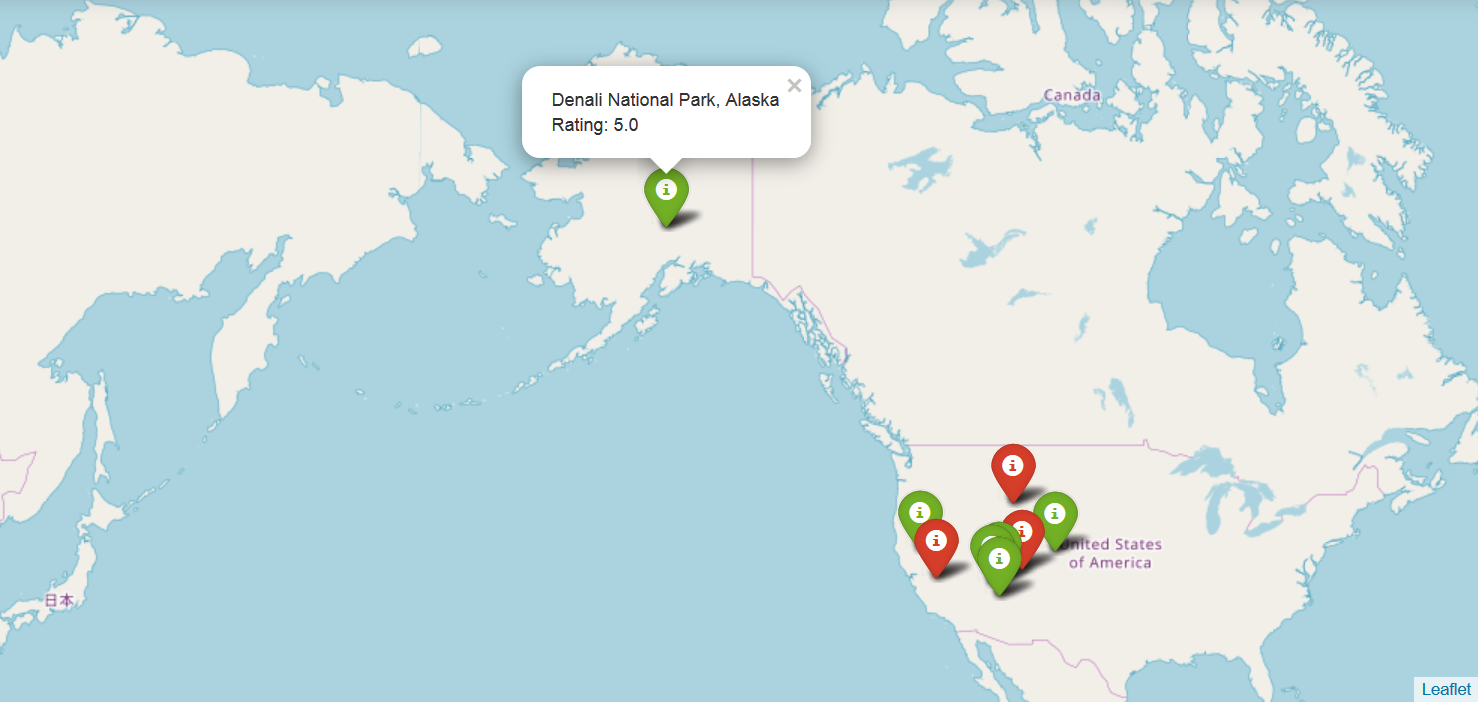 Denali National Park, Alaska
Rating: 5.0
Canada
United States
of America
日本
Leaflet